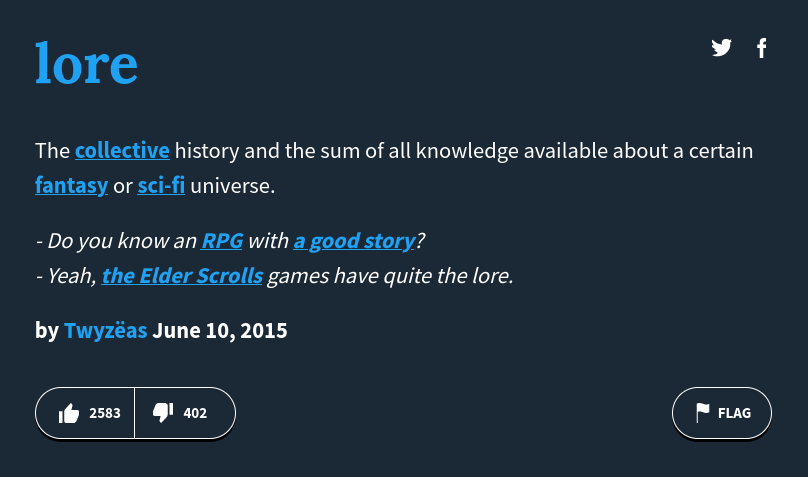 lore
The collective history and the sum of all knowledge available about a certain
fantasy or sci-fi universe.
- Do you know an RPG with a good story?
- Yeah, the Elder Scrolls games have quite the lore.
by Twyzëas June 10, 2015
2583 402 FLAG